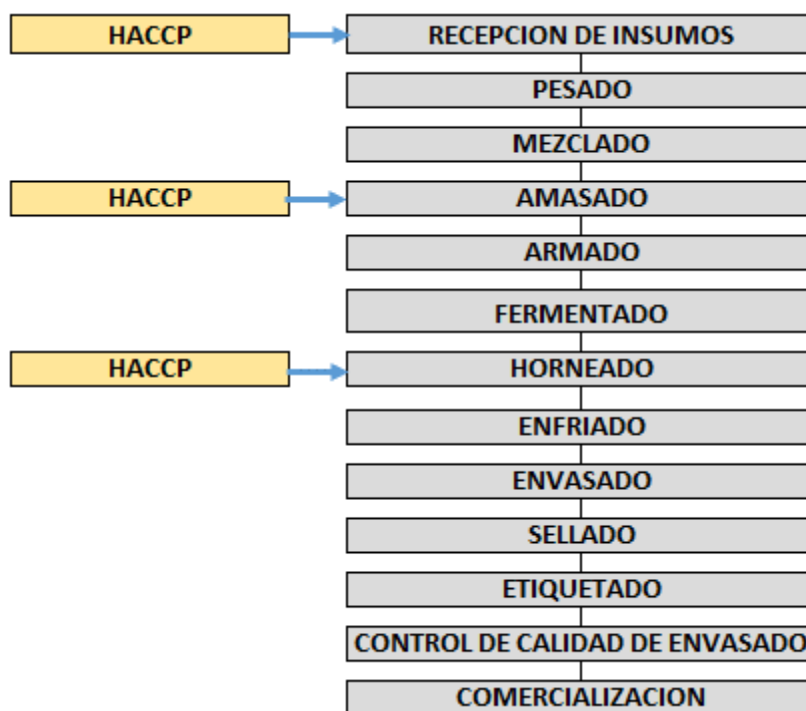 HACCP
RECEPCION DE INSUMOS
PESADO
MEZCLADO
HACCP
AMASADO
ARMADO
FERMENTADO
HACCP
HORNEADO
ENFRIADO
ENVASADO
SELLADO
ETIQUETADO
CONTROL DE CALIDAD DE ENVASADO
COMERCIALIZACION